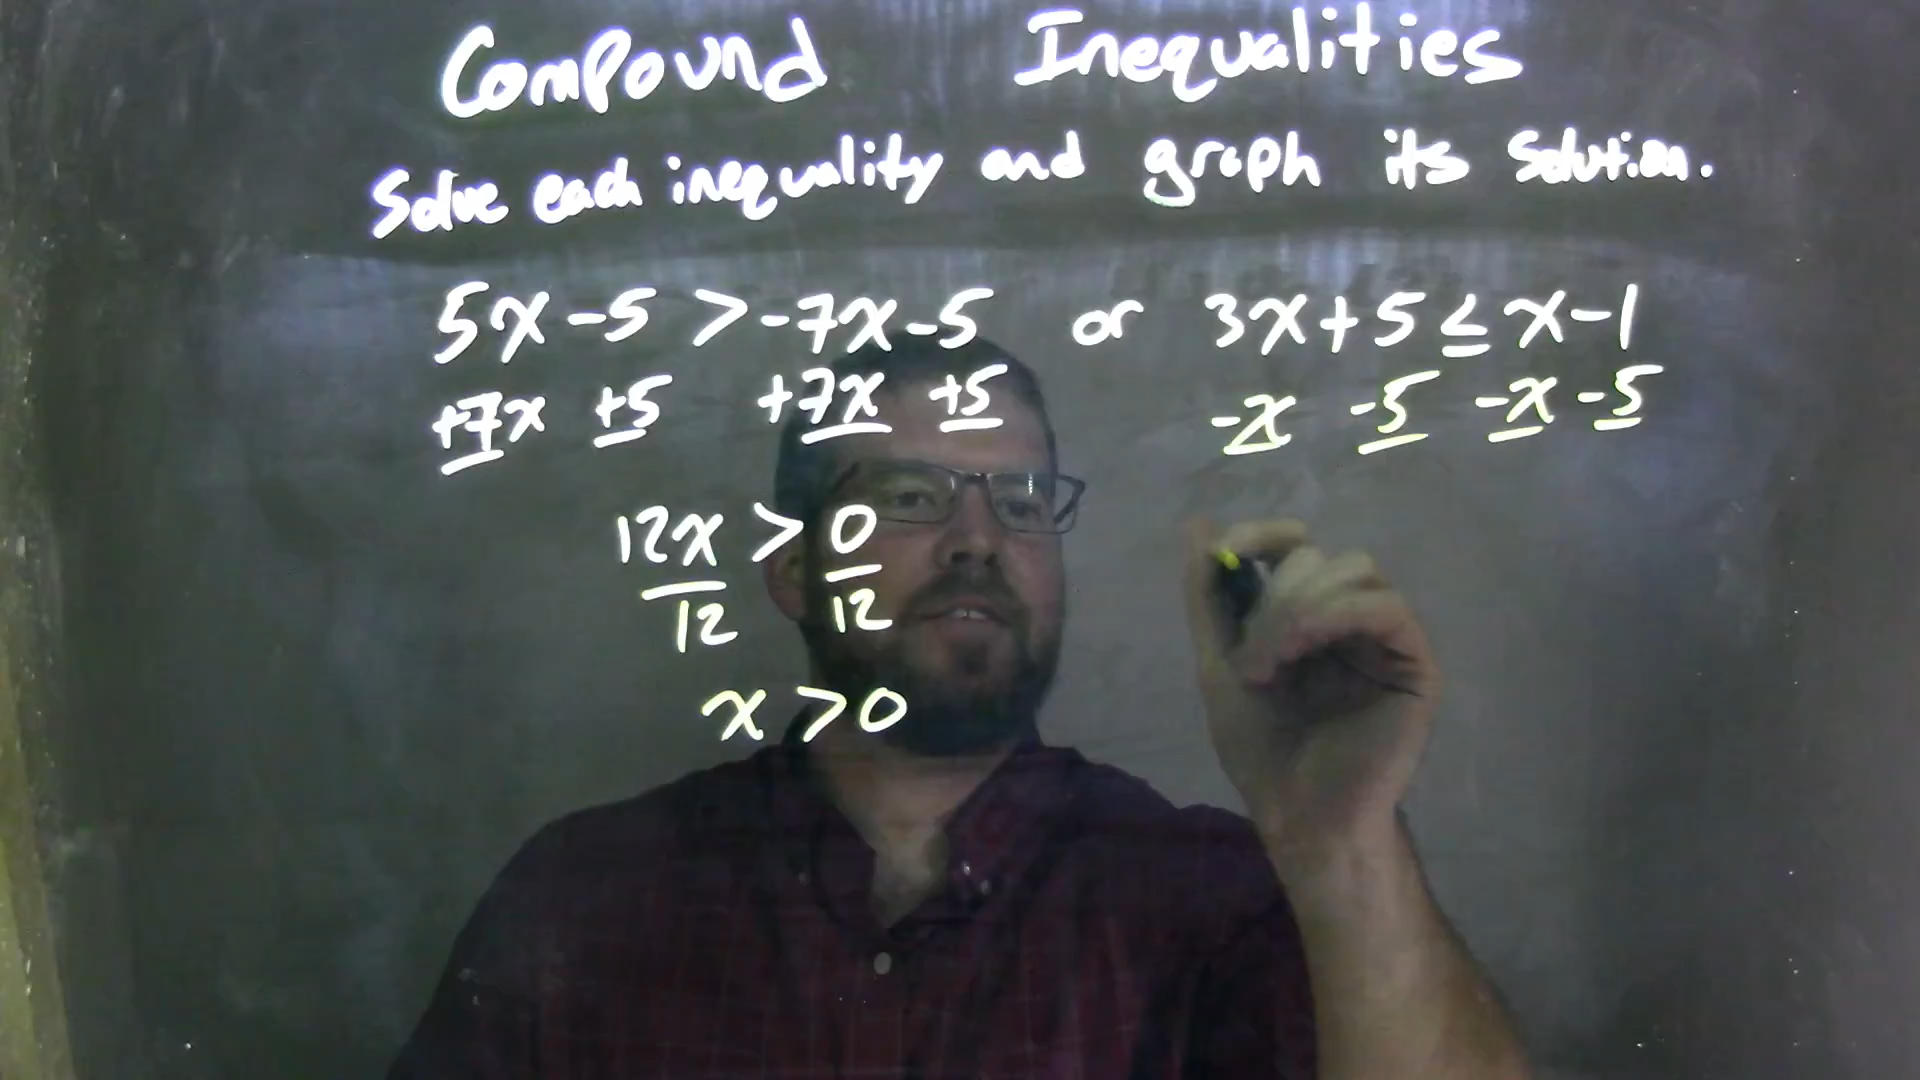 Compound Inequalities
Solve each inequality and graph its solution.
5x-5 > -7x-5 or 3x+5 ≤ x-1
+7x +5 +7x +5 -x -5 -x -5
12x > 0
12 12
x > 0